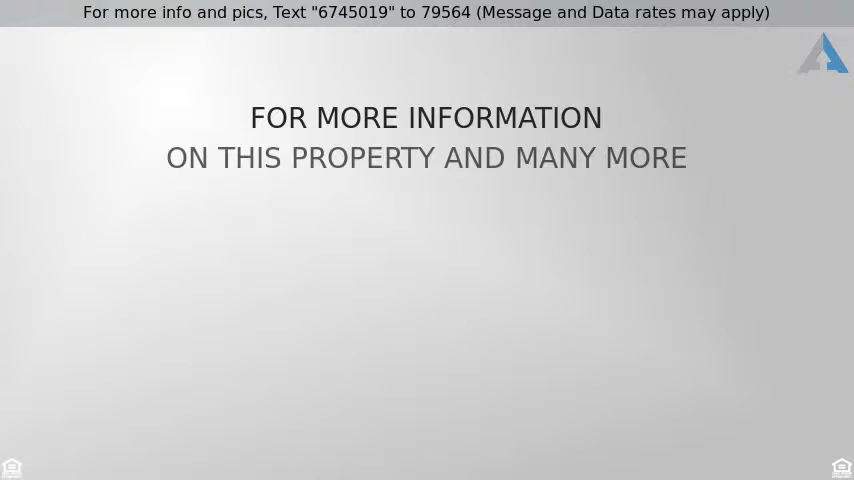 For more info and pics, Text "6745019" to 79564 (Message and Data rates may apply)
FOR MORE INFORMATION
ON THIS PROPERTY AND MANY MORE